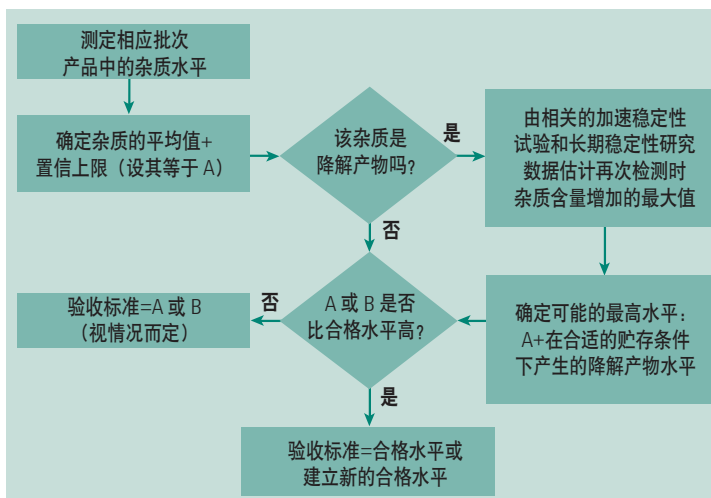 测定相应批次
产品中的杂质水平
确定杂质的平均值+
置信上限（设其等于 A）
该杂质是
降解产物吗?
是
由相关的加速稳定性
试验和长期稳定性研究
数据估计再次检测时
杂质含量增加的最大值
否
验收标准=A 或 B
（视情况而定）
否
A 或 B 是否
比合格水平高?
确定可能的最高水平：
A+在合适的贮存条件
下产生的降解产物水平
是
验收标准=合格水平或
建立新的合格水平